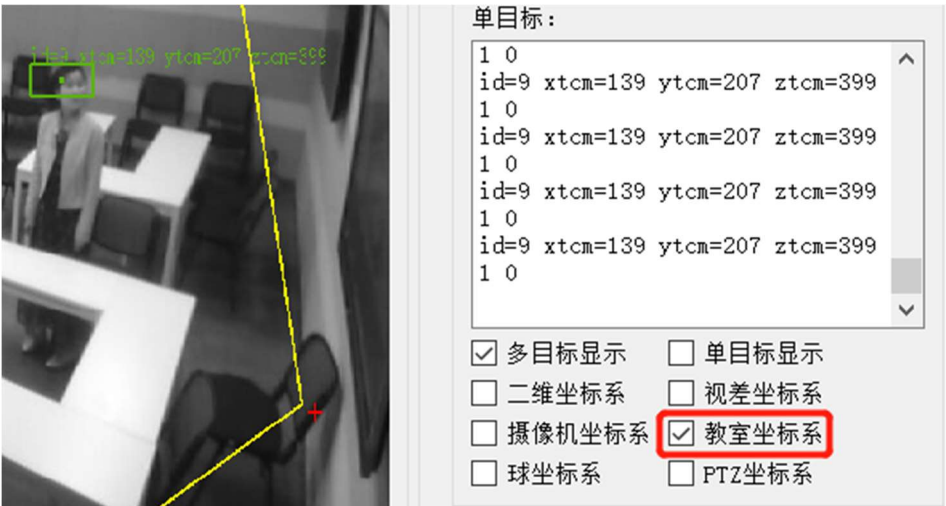 id=9 xtcm=139 ytcm=207 ztcm=399
单目标：
1 0
id=9 xtcm=139 ytcm=207 ztcm=399
1 0
id=9 xtcm=139 ytcm=207 ztcm=399
1 0
id=9 xtcm=139 ytcm=207 ztcm=399
1 0
id=9 xtcm=139 ytcm=207 ztcm=399
1 0
多目标显示 单目标显示
二维坐标系 视差坐标系
摄像机坐标系 教室坐标系
球坐标系 PTZ坐标系